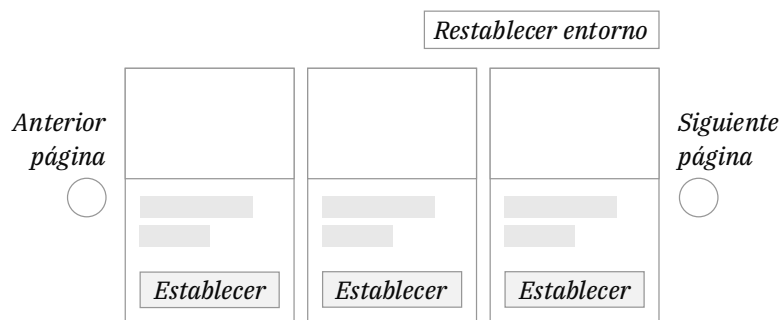 Restablecer entorno
Anterior
página
Siguiente
página
Establecer
Establecer
Establecer